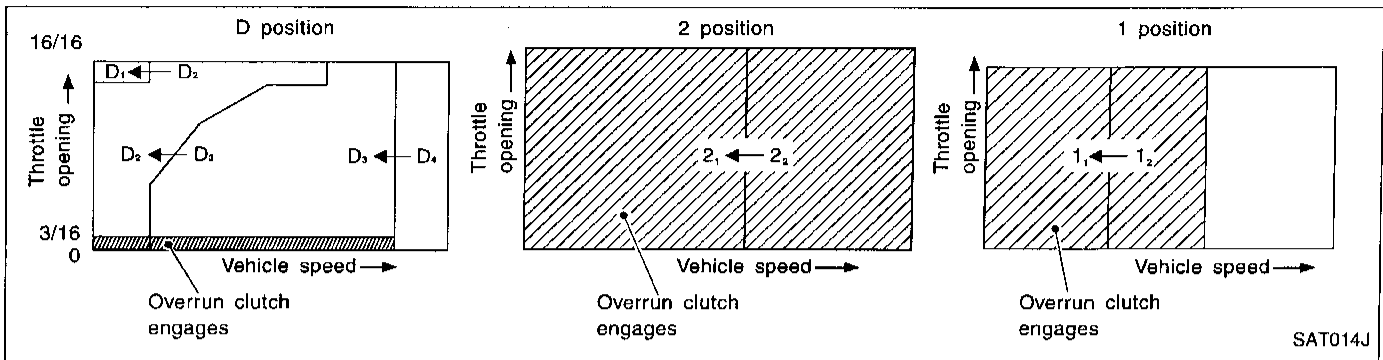 D position
16/16
Throttle opening →
3/16
0
D₁ ← D₂
D₂ ← D₃
D₃ ← D₄
Vehicle speed →
Overrun clutch
engages
2 position
Throttle
opening →
2₁ ← 2₂
Vehicle speed →
Overrun clutch
engages
1 position
Throttle
opening →
1₁ ← 1₂
Vehicle speed →
Overrun clutch
engages
SAT014J